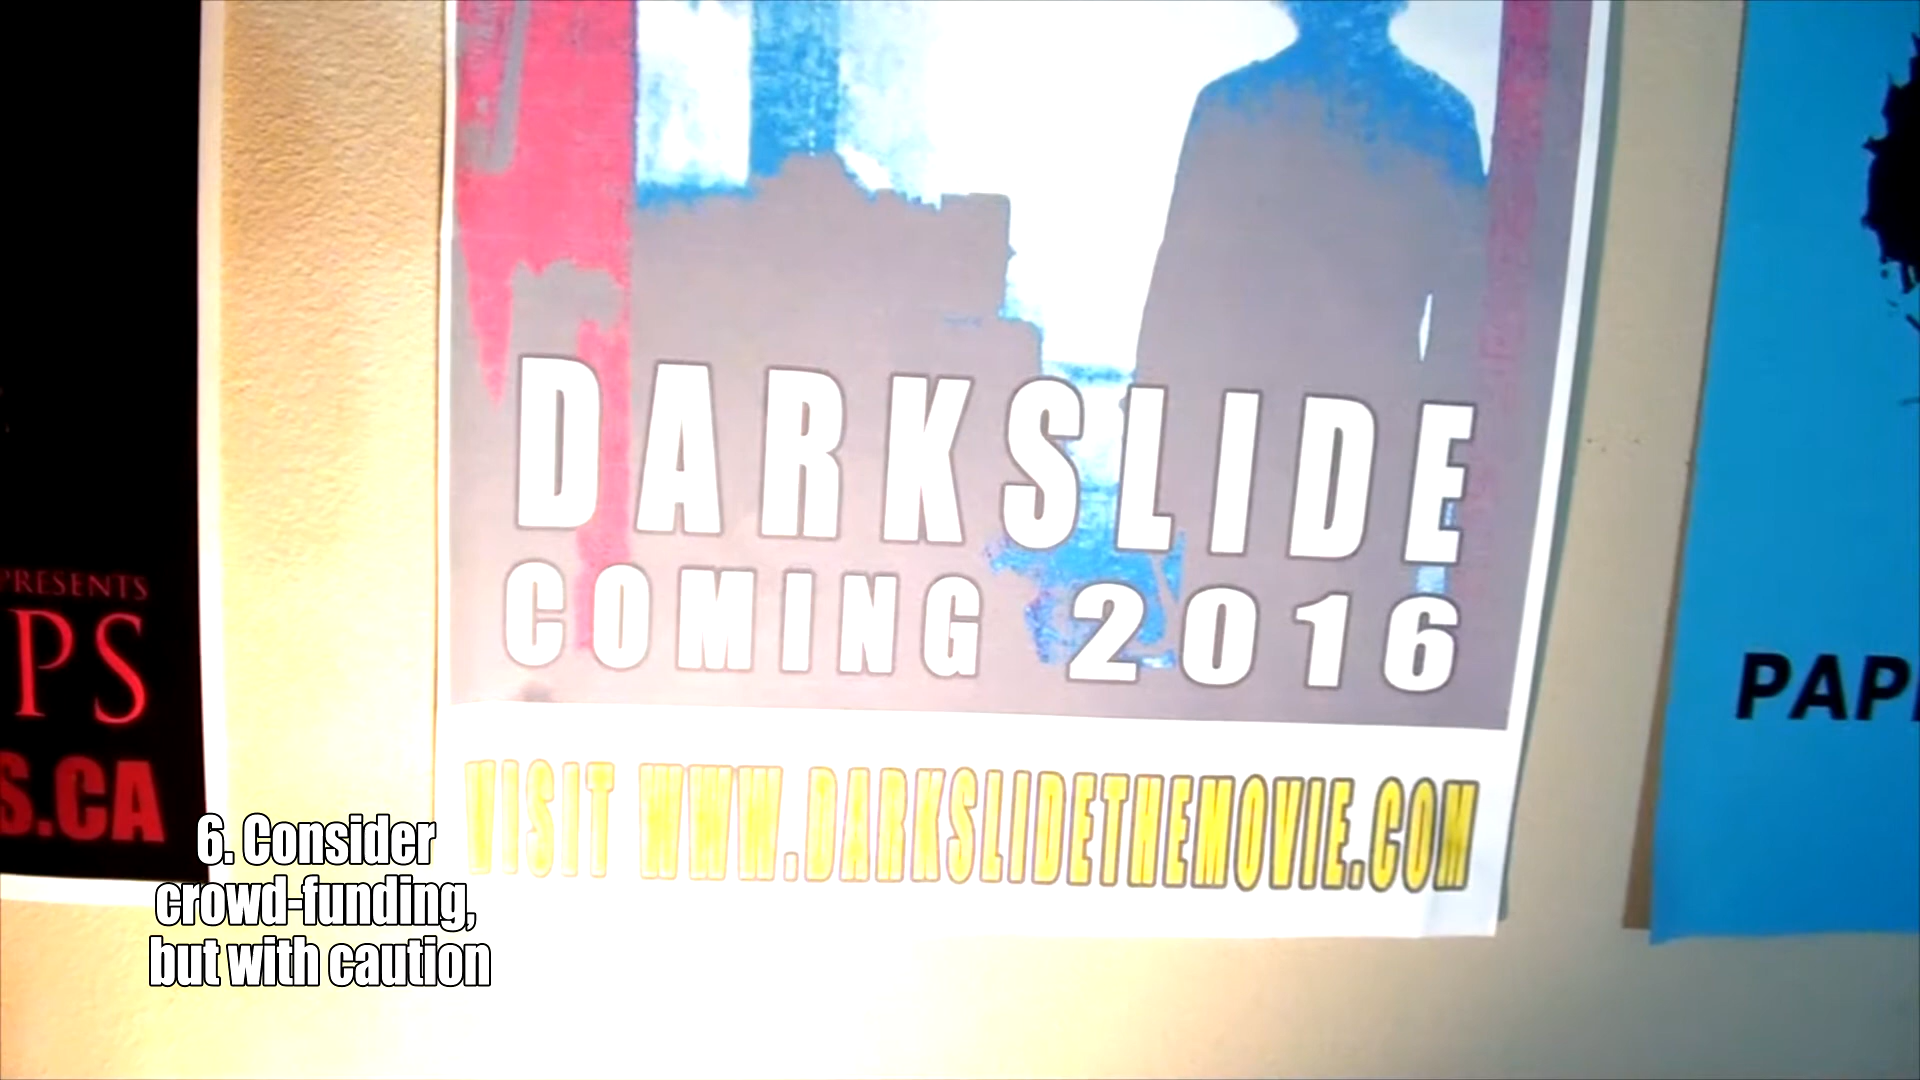 DARKSLIDE
COMING 2016
VISIT WWW.DARKSLIDETHEMOVIE.COM
PRESENTS
PS
S.CA
PAP
6. Consider
crowd-funding,
but with caution